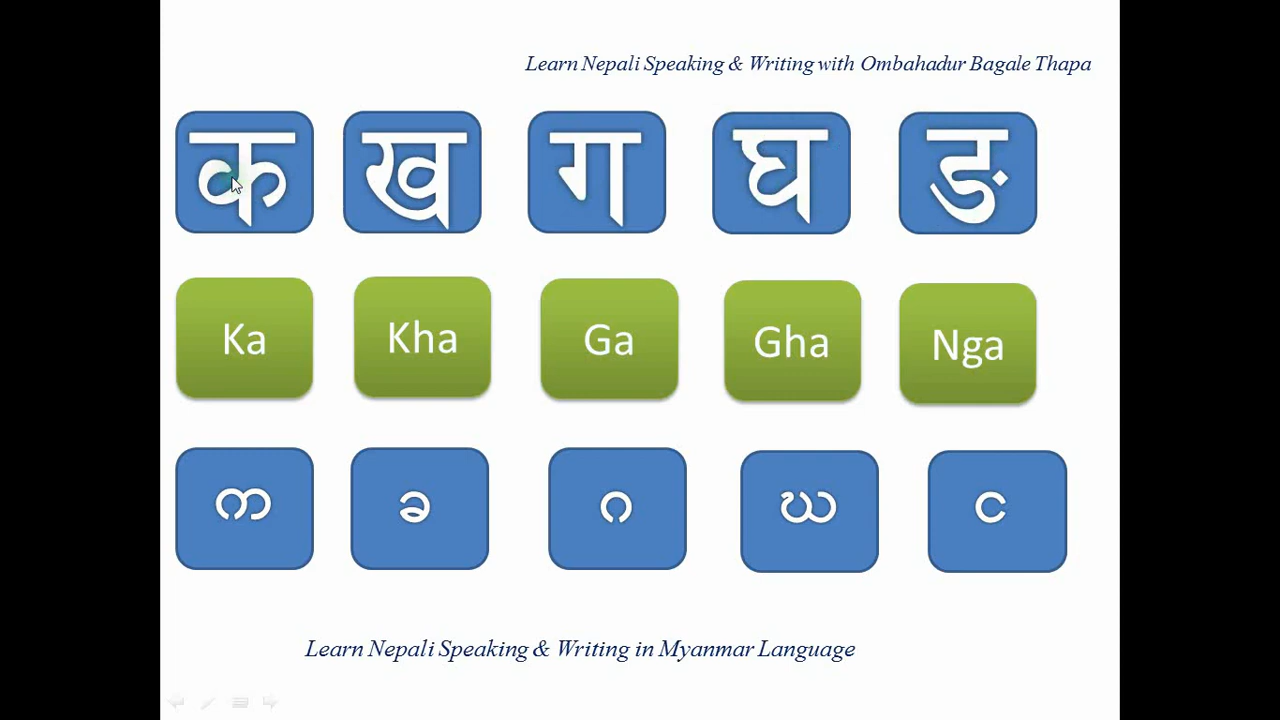 Learn Nepali Speaking & Writing with Ombahadur Bagale Thapa
क ख ग घ ङ
Ka Kha Ga Gha Nga
က ခ ဂ ဃ င
Learn Nepali Speaking & Writing in Myanmar Language